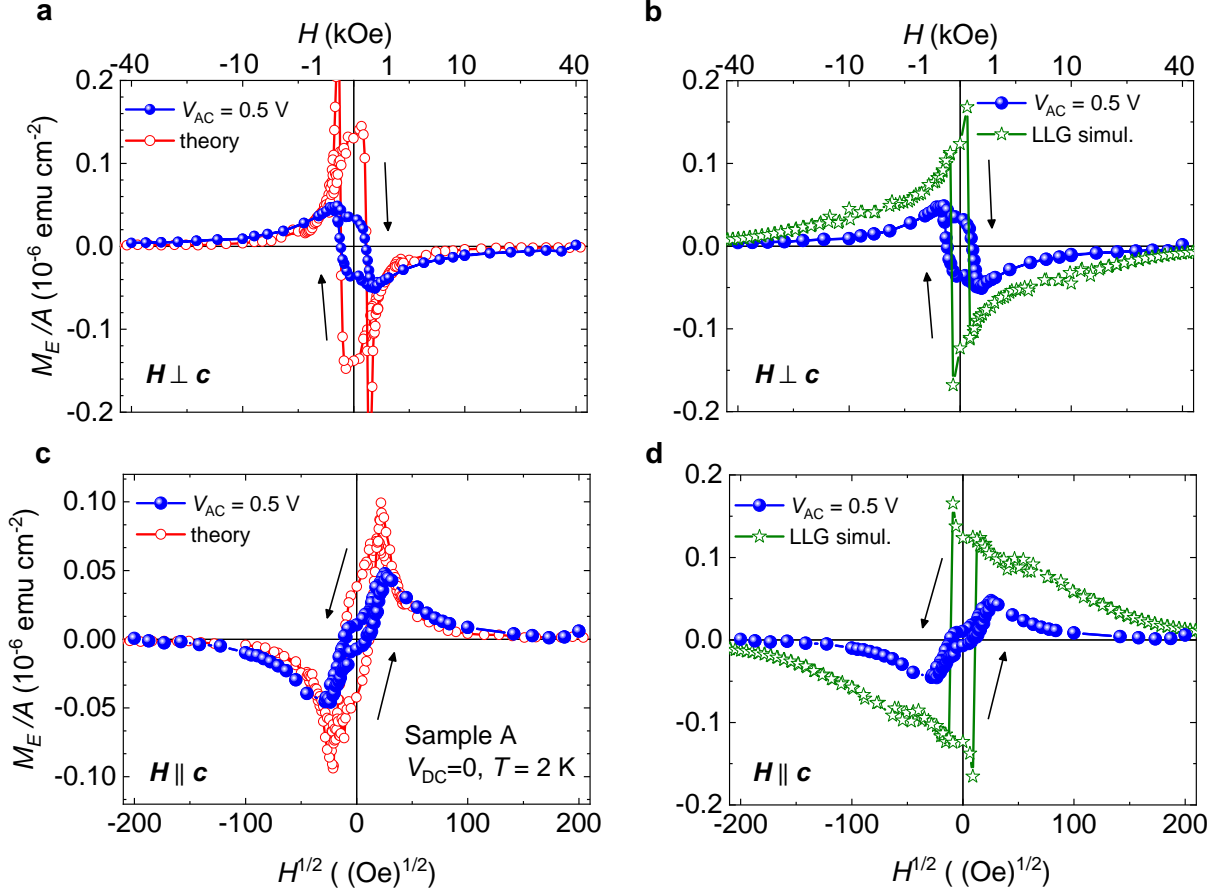 a
b
H (kOe)
H (kOe)
-40 -10 -1 1 10 40
-40 -10 -1 1 10 40
0.2
0.1
0.0
-0.1
-0.2
V_AC = 0.5 V
theory
H ⊥ c
M_E/A (10^-6 emu cm^-2)
0.2
0.1
0.0
-0.1
-0.2
V_AC = 0.5 V
LLG simul.
H ⊥ c
-200 -100 0 100 200
c
d
0.10
0.05
0.00
-0.05
-0.10
V_AC = 0.5 V
theory
Sample A
V_DC=0, T = 2 K
H ∥ c
M_E/A (10^-6 emu cm^-2)
-200 -100 0 100 200
H^1/2 ( (Oe)^1/2)
0.2
0.1
0.0
-0.1
-0.2
V_AC = 0.5 V
LLG simul.
H ∥ c
-200 -100 0 100 200
H^1/2 ( (Oe)^1/2)